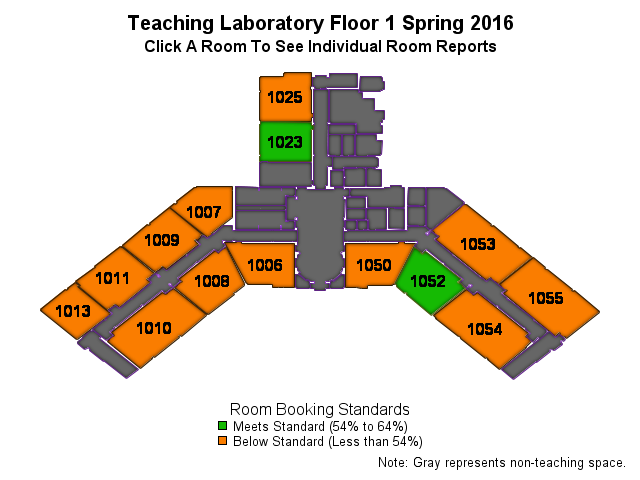 Teaching Laboratory Floor 1 Spring 2016
Click A Room To See Individual Room Reports
1025
1023
1007
1009
1011
1013
1006
1008
1010
1050
1052
1053
1055
1054
Room Booking Standards
Meets Standard (54% to 64%)
Below Standard (Less than 54%)
Note: Gray represents non-teaching space.